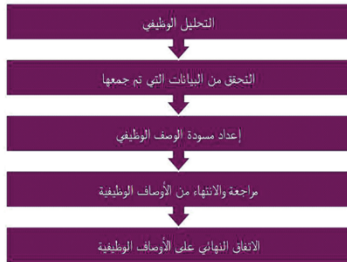 التحليل الوظيفي
التحقق من البيانات التي تم جمعها
إعداد مسودة الوصف الوظيفي
مراجعة والانتهاء من الأوصاف الوظيفية
الاتفاق النهائي على الأوصاف الوظيفية